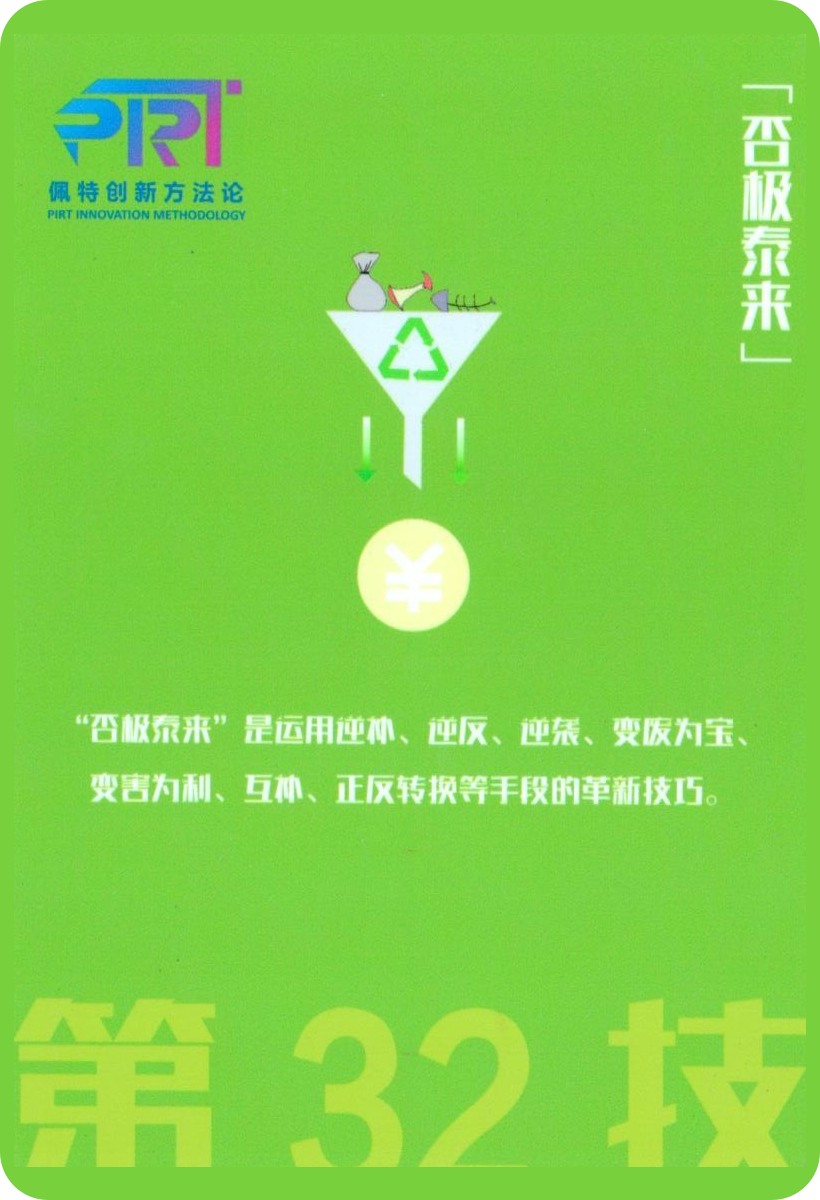 PIRT
佩特创新方法论
PIRT INNOVATION METHODOLOGY
「否极泰来」
¥
“否极泰来”是运用逆补、逆反、逆袭、变废为宝、
变害为利、互补、正反转换等手段的革新技巧。
第 32 技